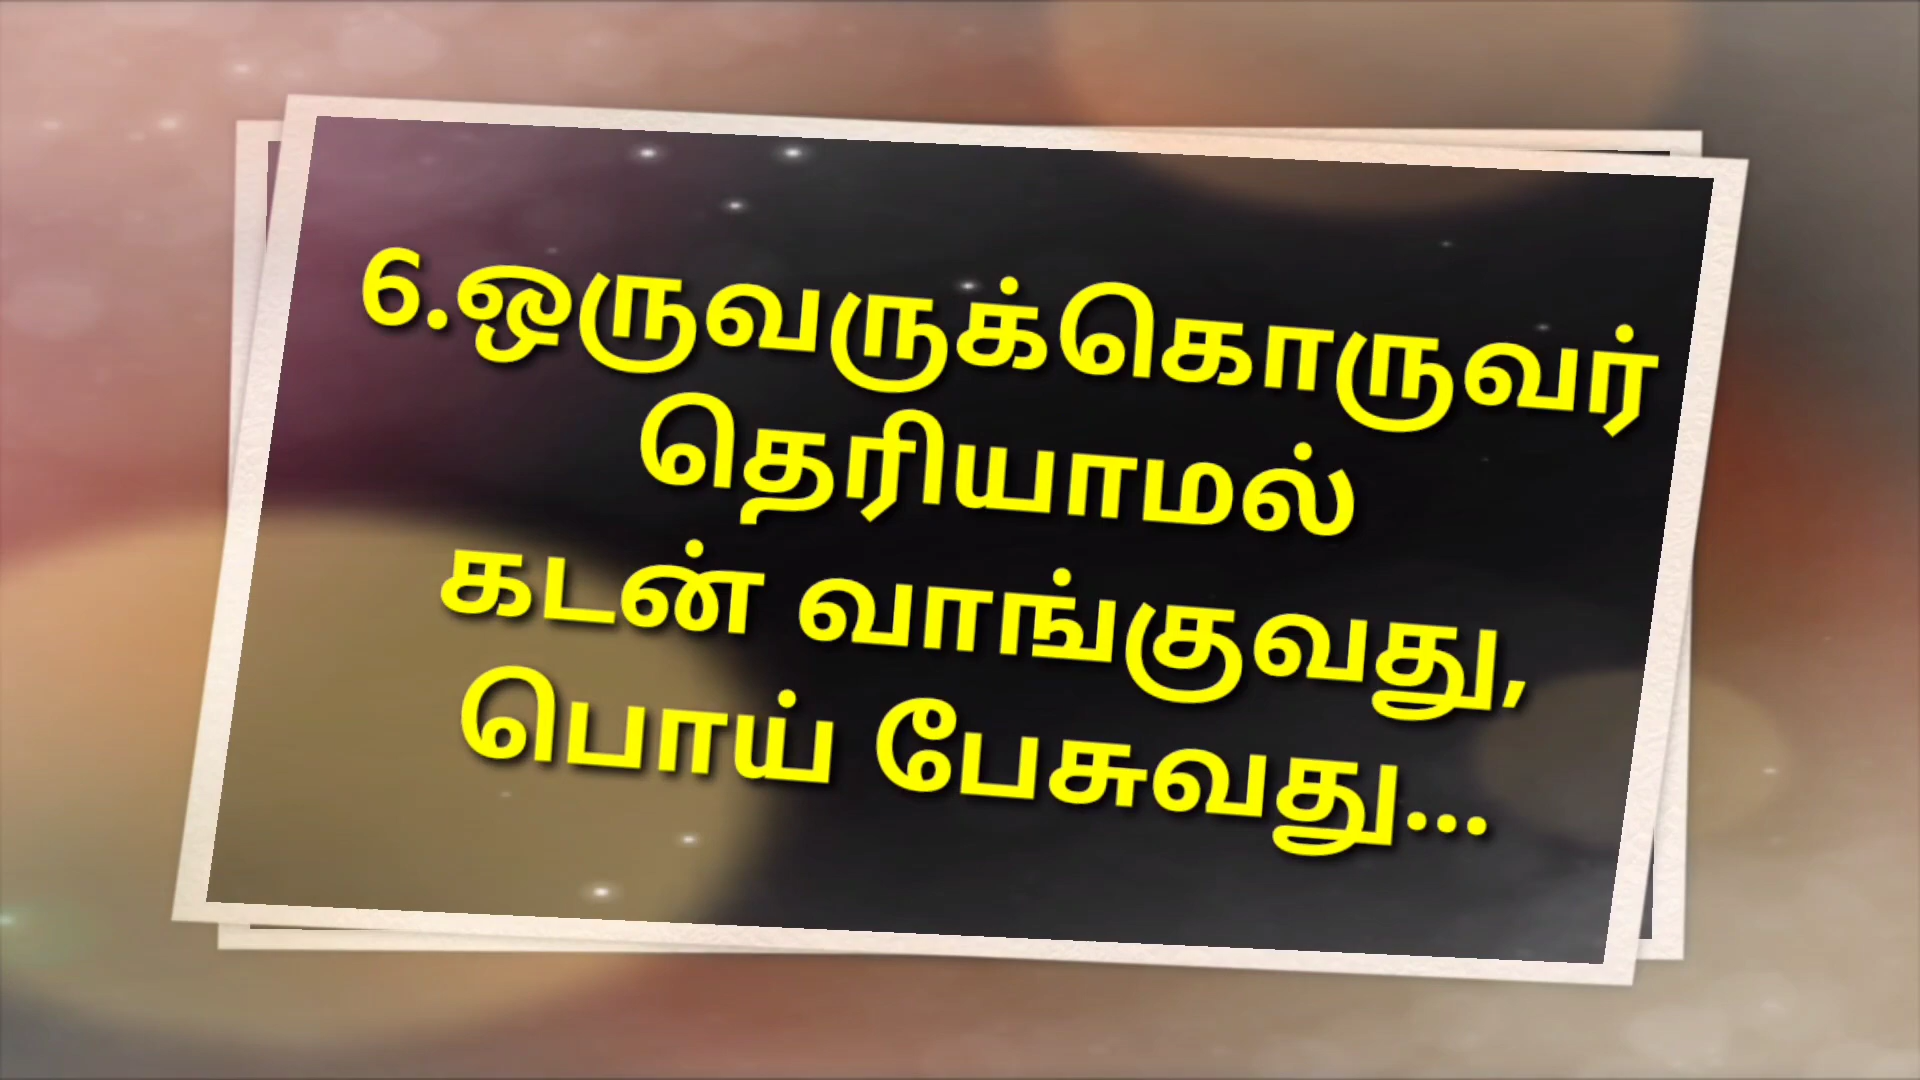 6.ஒருவருக்கொருவர்
தெரியாமல்
கடன் வாங்குவது,
பொய் பேசுவது...